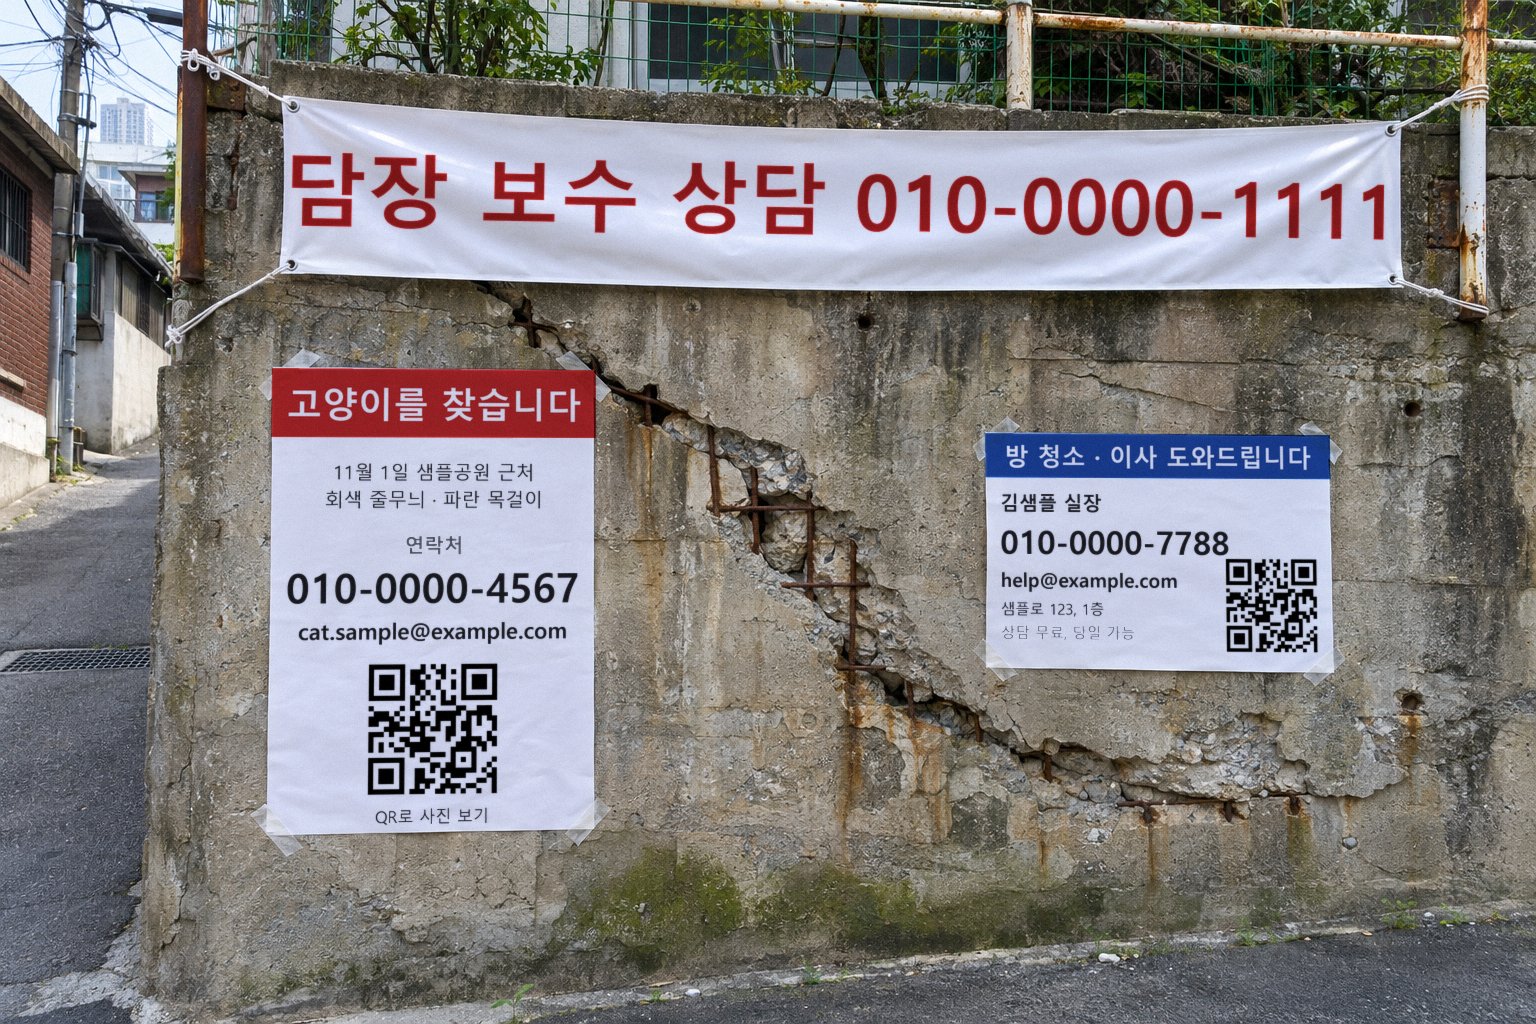 담장 보수 상담 010-0000-1111
고양이를 찾습니다
11월 1일 샘플공원 근처
회색 줄무늬 · 파란 목걸이
연락처
010-0000-4567
cat.sample@example.com
QR로 사진 보기
방 청소 · 이사 도와드립니다
김샘플 실장
010-0000-7788
help@example.com
샘플로 123, 1층
상담 무료, 당일 가능